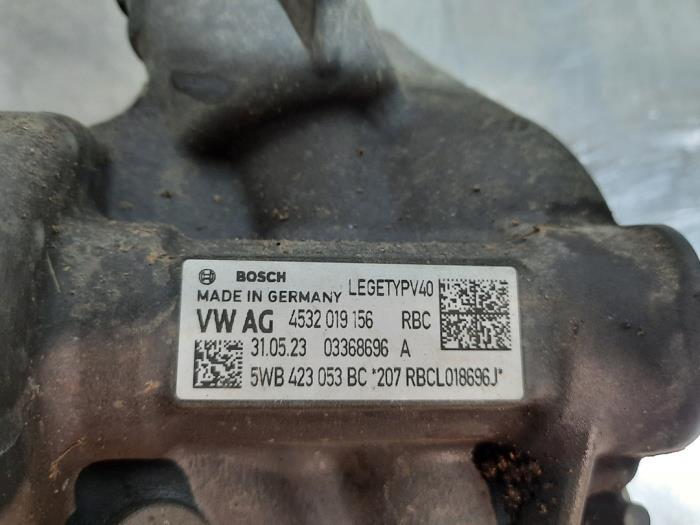 BOSCH LEGETYPV40
MADE IN GERMANY
VW AG 4532 019 156 RBC
31.05.23 03368696 A
5WB 423 053 BC *207 RBCL018696J*